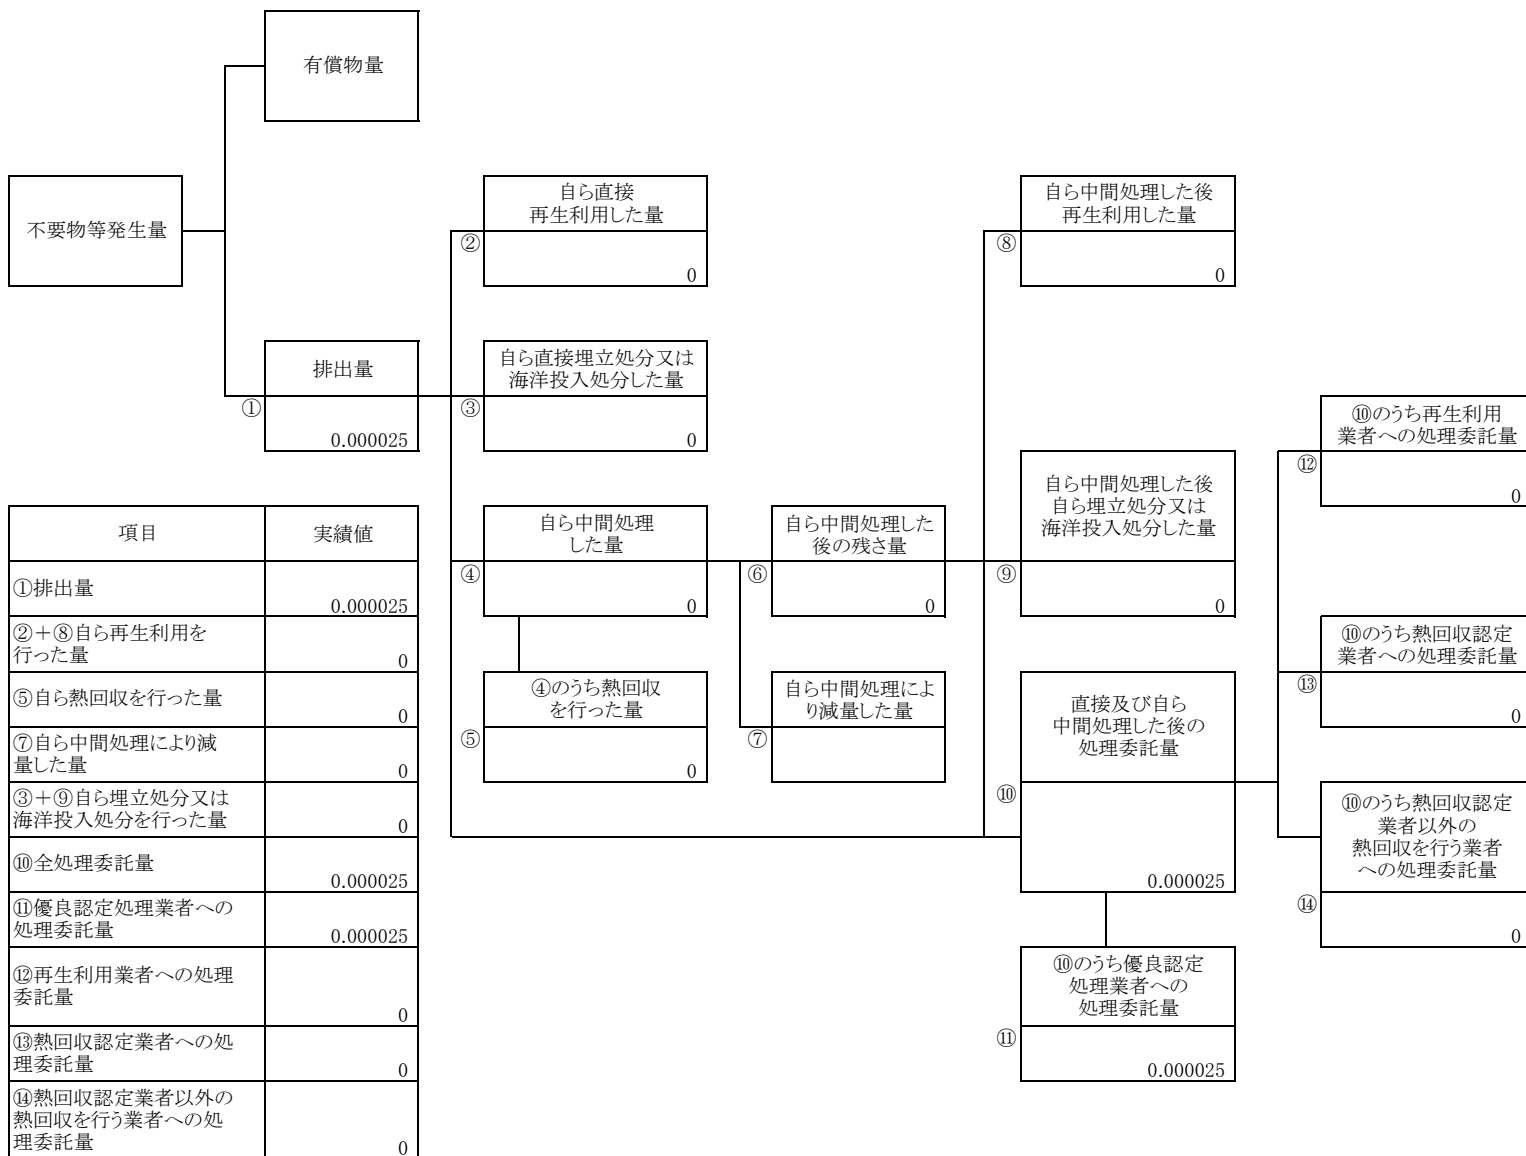 有償物量
不要物等発生量
自ら直接
再生利用した量
②
0
自ら中間処理した後
再生利用した量
⑧
0
排出量
①
0.000025
自ら直接埋立処分又は
海洋投入処分した量
③
0
⑩のうち再生利用
業者への処理委託量
⑫
0
自ら中間処理した後
自ら埋立処分又は
海洋投入処分した量
⑨
0
自ら中間処理
した量
④
0
自ら中間処理した
後の残さ量
⑥
0
⑩のうち熱回収認定
業者への処理委託量
⑬
0
④のうち熱回収
を行った量
⑤
0
自ら中間処理によ
り減量した量
⑦
直接及び自ら
中間処理した後の
処理委託量
⑩
0.000025
⑩のうち熱回収認定
業者以外の
熱回収を行う業者
への処理委託量
⑭
0
⑩のうち優良認定
処理業者への
処理委託量
⑪
0.000025
項目 実績値
①排出量
0.000025
②+⑧自ら再生利用を
行った量
0
⑤自ら熱回収を行った量
0
⑦自ら中間処理により減
量した量
0
③+⑨自ら埋立処分又は
海洋投入処分を行った量
0
⑩全処理委託量
0.000025
⑪優良認定処理業者への
処理委託量
0.000025
⑫再生利用業者への処理
委託量
0
⑬熱回収認定業者への処
理委託量
0
⑭熱回収認定業者以外の
熱回収を行う業者への処
理委託量
0